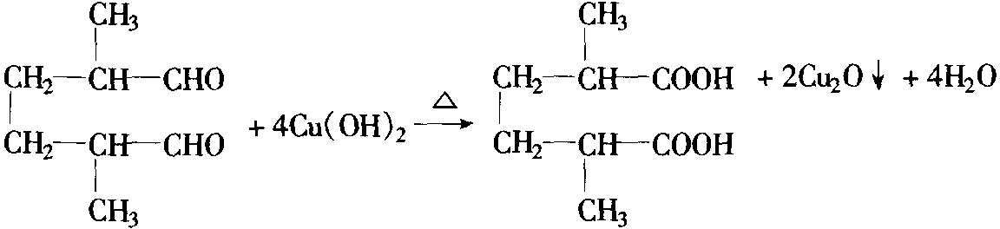 CH₃ CH₃
CH₂—CH—CHO CH₂—CH—COOH + 2Cu₂O↓ + 4H₂O
+ 4Cu(OH)₂ —△→
CH₂—CH—CHO CH₂—CH—COOH
CH₃ CH₃